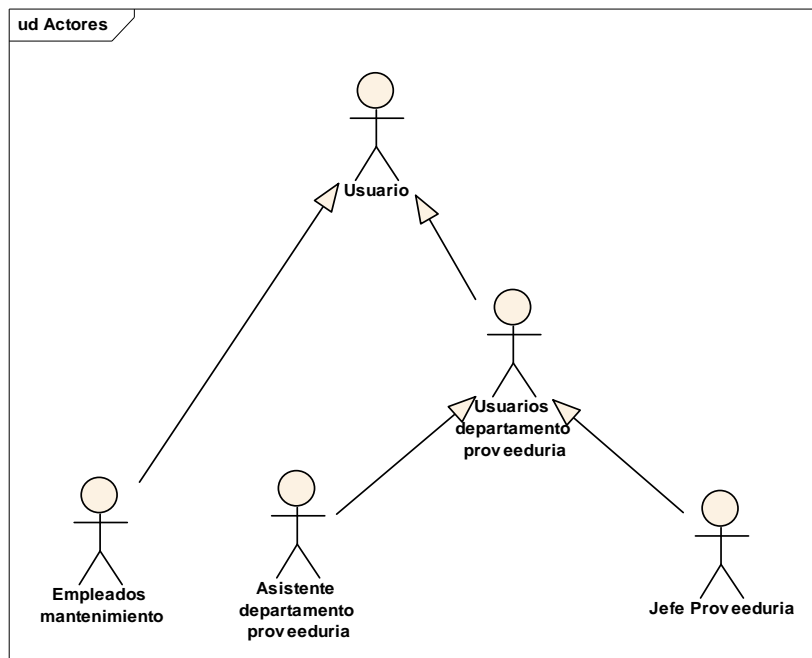 ud Actores
Usuario
Usuarios
departamento
proveeduria
Empleados
mantenimiento
Asistente
departamento
proveeduria
Jefe Proveeduria